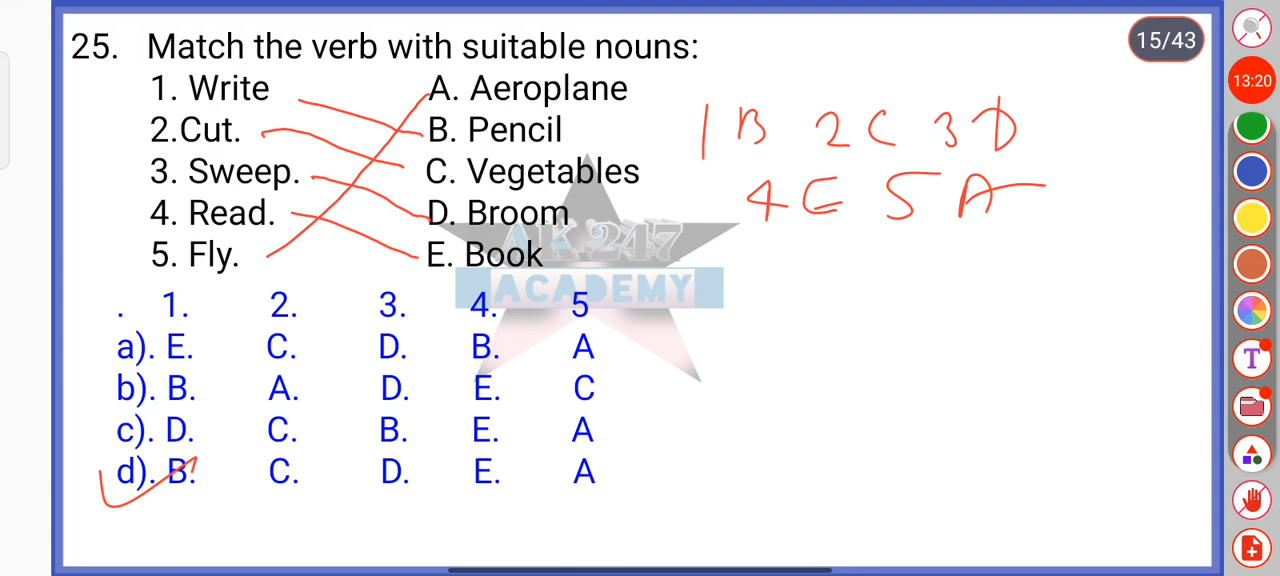 25. Match the verb with suitable nouns:
15/43
1. Write A. Aeroplane
2.Cut. B. Pencil
3. Sweep. C. Vegetables
4. Read. D. Broom
5. Fly. E. Book
1B 2C 3D
4E 5A
AK 247
ACADEMY
. 1. 2. 3. 4. 5
a). E. C. D. B. A
b). B. A. D. E. C
c). D. C. B. E. A
d). B. C. D. E. A
13:20
T